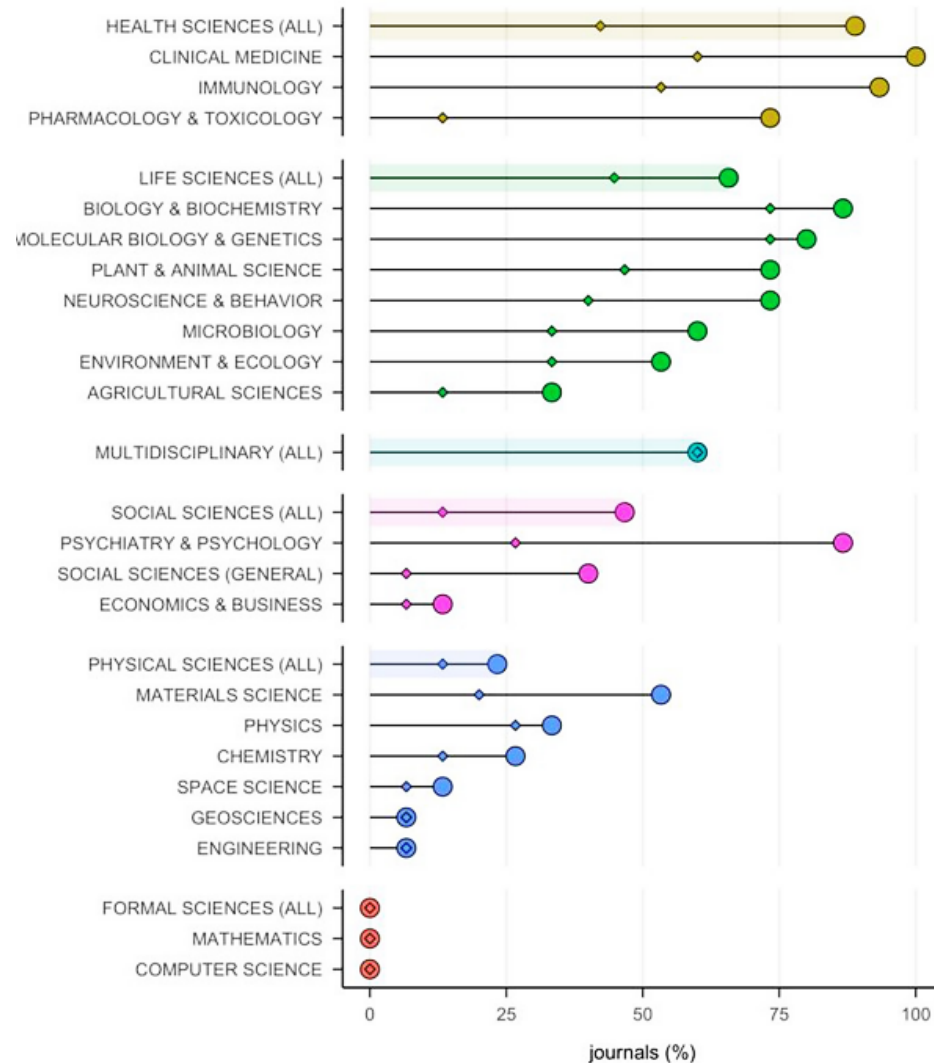 HEALTH SCIENCES (ALL)
CLINICAL MEDICINE
IMMUNOLOGY
PHARMACOLOGY & TOXICOLOGY
LIFE SCIENCES (ALL)
BIOLOGY & BIOCHEMISTRY
MOLECULAR BIOLOGY & GENETICS
PLANT & ANIMAL SCIENCE
NEUROSCIENCE & BEHAVIOR
MICROBIOLOGY
ENVIRONMENT & ECOLOGY
AGRICULTURAL SCIENCES
MULTIDISCIPLINARY (ALL)
SOCIAL SCIENCES (ALL)
PSYCHIATRY & PSYCHOLOGY
SOCIAL SCIENCES (GENERAL)
ECONOMICS & BUSINESS
PHYSICAL SCIENCES (ALL)
MATERIALS SCIENCE
PHYSICS
CHEMISTRY
SPACE SCIENCE
GEOSCIENCES
ENGINEERING
FORMAL SCIENCES (ALL)
MATHEMATICS
COMPUTER SCIENCE
0 25 50 75 100
journals (%)